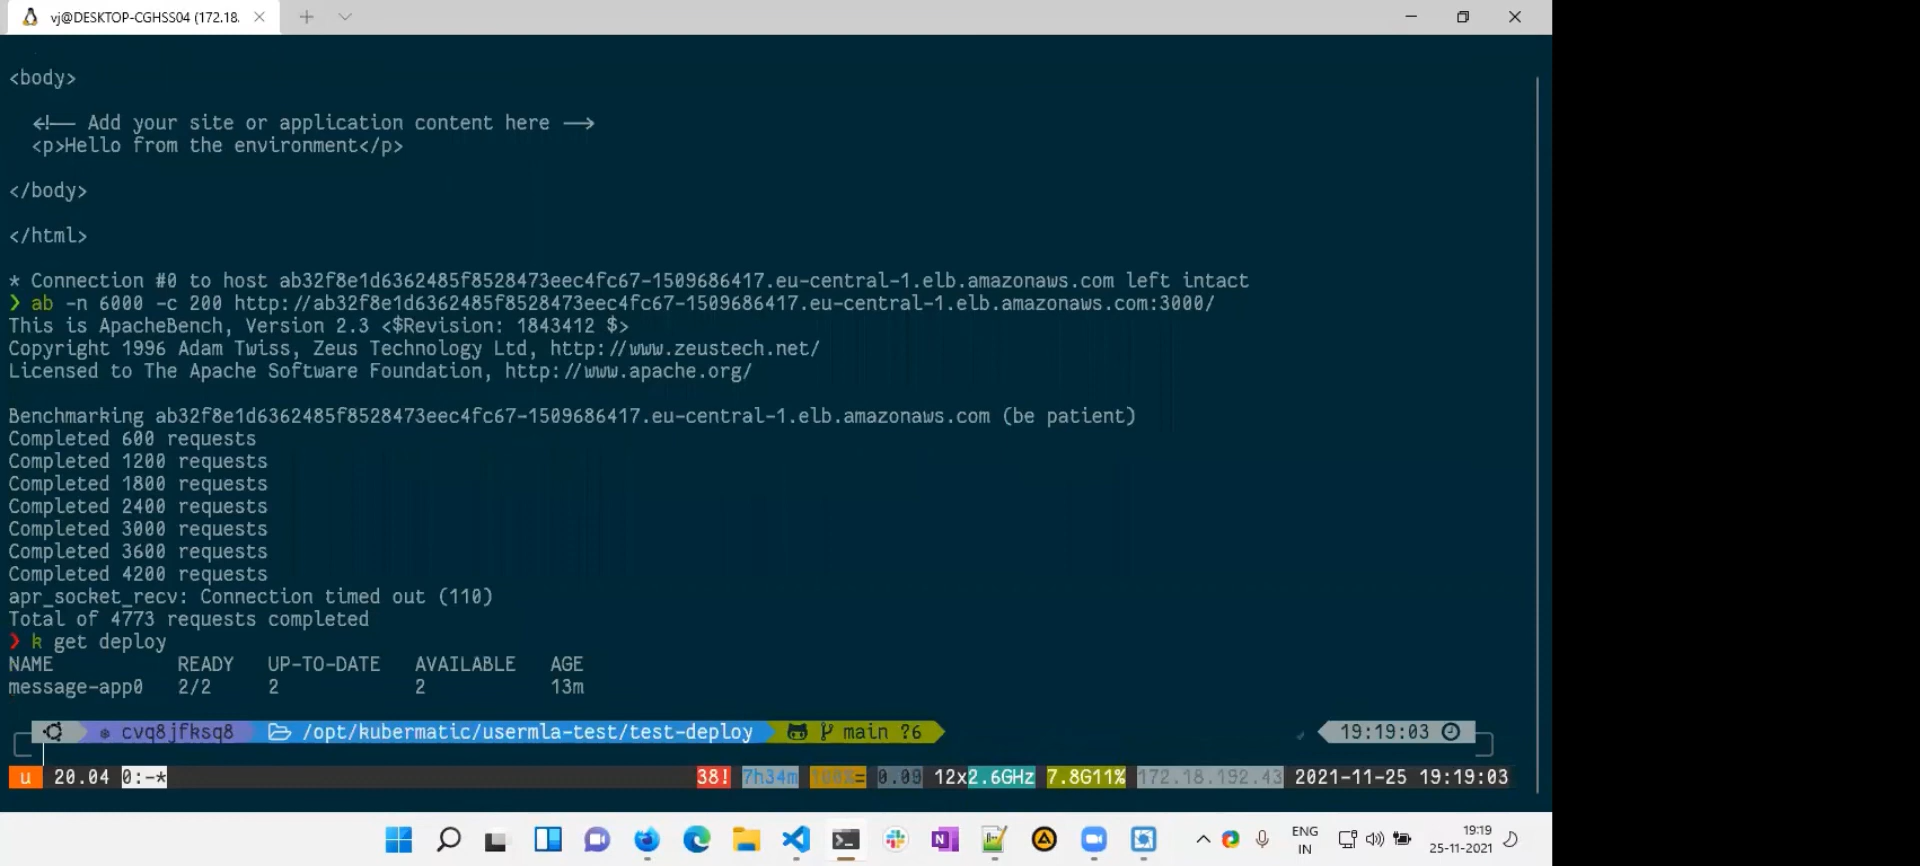 vj@DESKTOP-CGHSS04 (172.18.
<body>
<!—— Add your site or application content here ——>
<p>Hello from the environment</p>
</body>
</html>
* Connection #0 to host ab32f8e1d6362485f8528473eec4fc67-1509686417.eu-central-1.elb.amazonaws.com left intact
❯ ab -n 6000 -c 200 http://ab32f8e1d6362485f8528473eec4fc67-1509686417.eu-central-1.elb.amazonaws.com:3000/
This is ApacheBench, Version 2.3 <$Revision: 1843412 $>
Copyright 1996 Adam Twiss, Zeus Technology Ltd, http://www.zeustech.net/
Licensed to The Apache Software Foundation, http://www.apache.org/
Benchmarking ab32f8e1d6362485f8528473eec4fc67-1509686417.eu-central-1.elb.amazonaws.com (be patient)
Completed 600 requests
Completed 1200 requests
Completed 1800 requests
Completed 2400 requests
Completed 3000 requests
Completed 3600 requests
Completed 4200 requests
apr_socket_recv: Connection timed out (110)
Total of 4773 requests completed
❯ k get deploy
NAME READY UP-TO-DATE AVAILABLE AGE
message-app0 2/2 2 2 13m
cvq8jfksq8 /opt/kubermatic/usermla-test/test-deploy main ?6 19:19:03
u 20.04 0:-* 38! 7h34m 0.09 12x2.6GHz 7.8G11% 172.18.192.43 2021-11-25 19:19:03
ENG
IN
19:19
25-11-2021